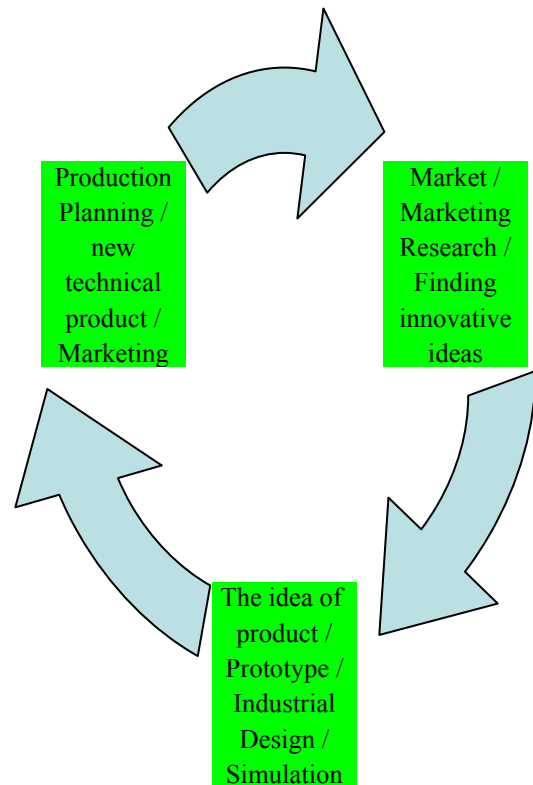 Production
Planning /
new
technical
product /
Marketing
Market /
Marketing
Research /
Finding
innovative
ideas
The idea of
product /
Prototype /
Industrial
Design /
Simulation